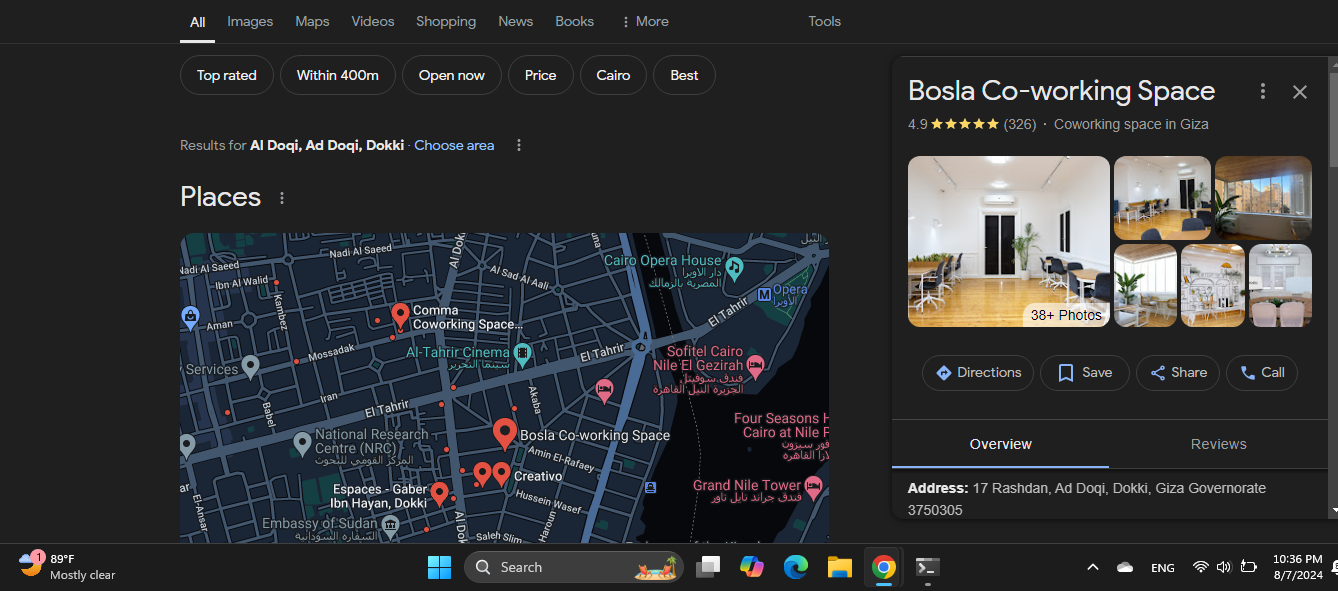 All Images Maps Videos Shopping News Books More Tools
Top rated Within 400m Open now Price Cairo Best
Results for Al Doqi, Ad Doqi, Dokki · Choose area
Places
Nadi Al Saeed
Nadi Al Saeed
Ibn Al Walid
Kambez
Aman
Al Sad Al Aali
Cairo Opera House
دار الأوبرا
المصرية بالزمالك
Opera
الأوبرا
El Tahrir
Comma
Coworking Space...
Mossadak
Al-Tahrir Cinema
سينما التحرير
El Tahrir
Services
Iran
Babel
El Tahrir
Akaba
Sofitel Cairo
Nile El Gezirah
فندق سوفيتيل
الجزيرة النيل القاهرة
Four Seasons H
Cairo at Nile P
National Research
Centre (NRC)
المركز القومي للبحوث
Bosla Co-working Space
Amin El-Rafaey
Creativo
Hussein Wasef
Espaces - Gaber
Ibn Hayan, Dokki
Grand Nile Tower
فندق جراند نايل تاور
El-Ansar
Embassy of Sudan
السفارة السودانية
Haroun
Saleh Slim
Bosla Co-working Space
4.9 (326) · Coworking space in Giza
38+ Photos
Directions Save Share Call
Overview Reviews
Address: 17 Rashdan, Ad Doqi, Dokki, Giza Governorate
3750305
1
89°F
Mostly clear
Search
ENG
10:36 PM
8/7/2024